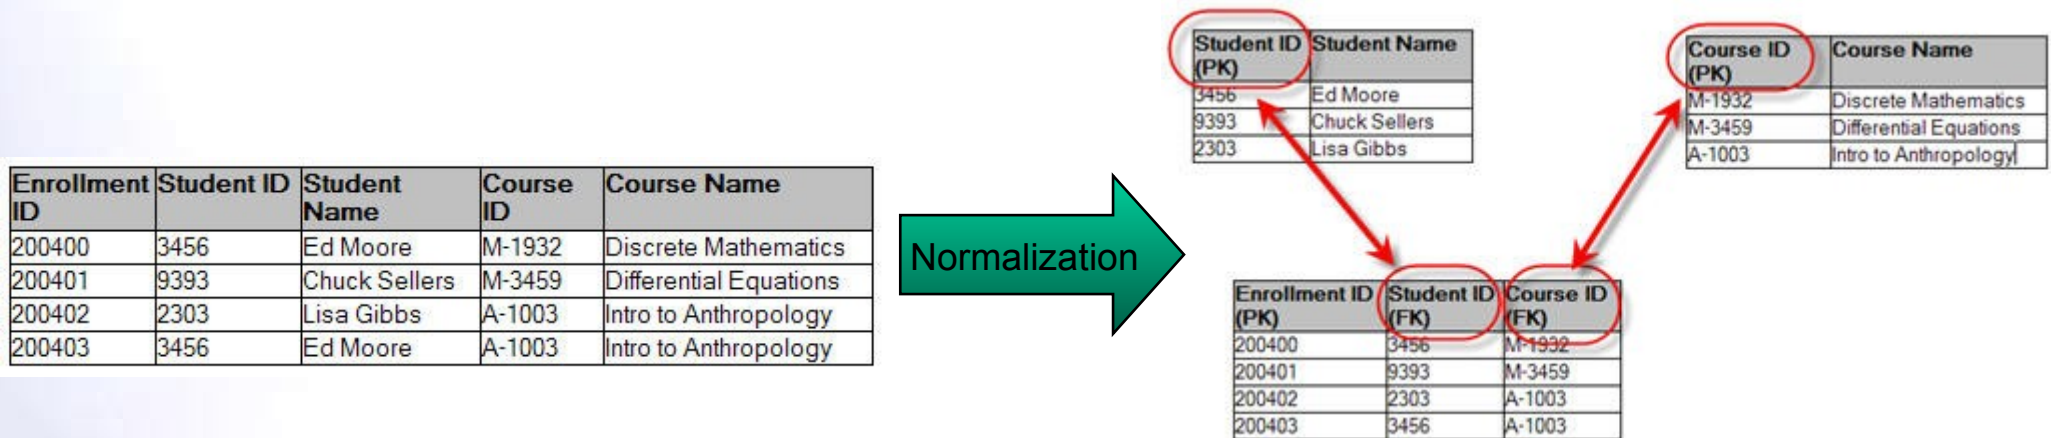 Enrollment ID Student ID Student Name Course ID Course Name
200400 3456 Ed Moore M-1932 Discrete Mathematics
200401 9393 Chuck Sellers M-3459 Differential Equations
200402 2303 Lisa Gibbs A-1003 Intro to Anthropology
200403 3456 Ed Moore A-1003 Intro to Anthropology
Normalization
Student ID (PK) Student Name
3456 Ed Moore
9393 Chuck Sellers
2303 Lisa Gibbs
Course ID (PK) Course Name
M-1932 Discrete Mathematics
M-3459 Differential Equations
A-1003 Intro to Anthropology
Enrollment ID (PK) Student ID (FK) Course ID (FK)
200400 3456 M-1932
200401 9393 M-3459
200402 2303 A-1003
200403 3456 A-1003